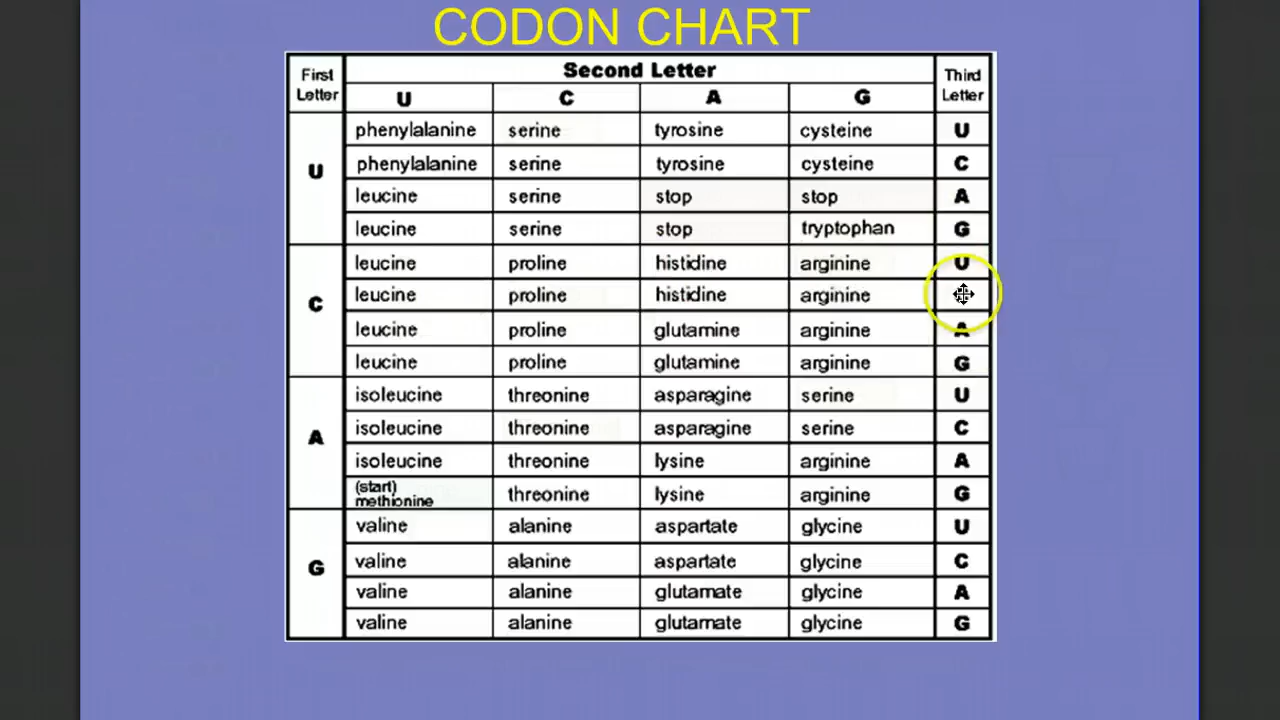 CODON CHART
First Letter Second Letter Third Letter
U C A G
phenylalanine serine tyrosine cysteine U
U phenylalanine serine tyrosine cysteine C
leucine serine stop stop A
leucine serine stop tryptophan G
leucine proline histidine arginine U
C leucine proline histidine arginine
leucine proline glutamine arginine A
leucine proline glutamine arginine G
isoleucine threonine asparagine serine U
A isoleucine threonine asparagine serine C
isoleucine threonine lysine arginine A
(start) methionine threonine lysine arginine G
valine alanine aspartate glycine U
G valine alanine aspartate glycine C
valine alanine glutamate glycine A
valine alanine glutamate glycine G